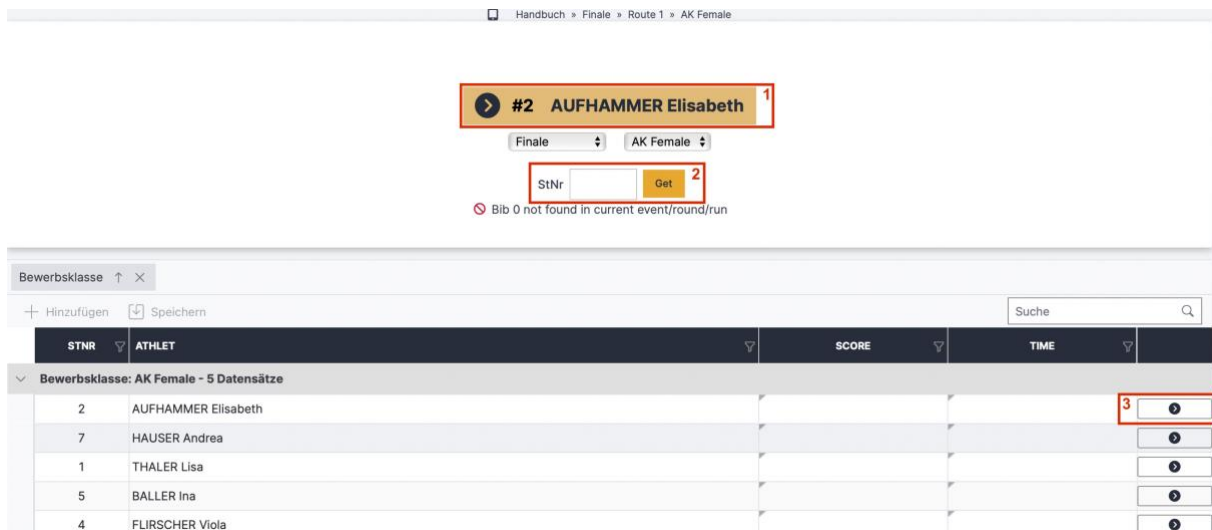 Handbuch » Finale » Route 1 » AK Female
#2 AUFHAMMER Elisabeth 1
Finale AK Female
StNr Get 2
Bib 0 not found in current event/round/run
Bewerbsklasse ↑ ×
+ Hinzufügen Speichern Suche
STNR ATHLET SCORE TIME
Bewerbsklasse: AK Female - 5 Datensätze
2 AUFHAMMER Elisabeth 3
7 HAUSER Andrea
1 THALER Lisa
5 BALLER Ina
4 FLIRSCHER Viola